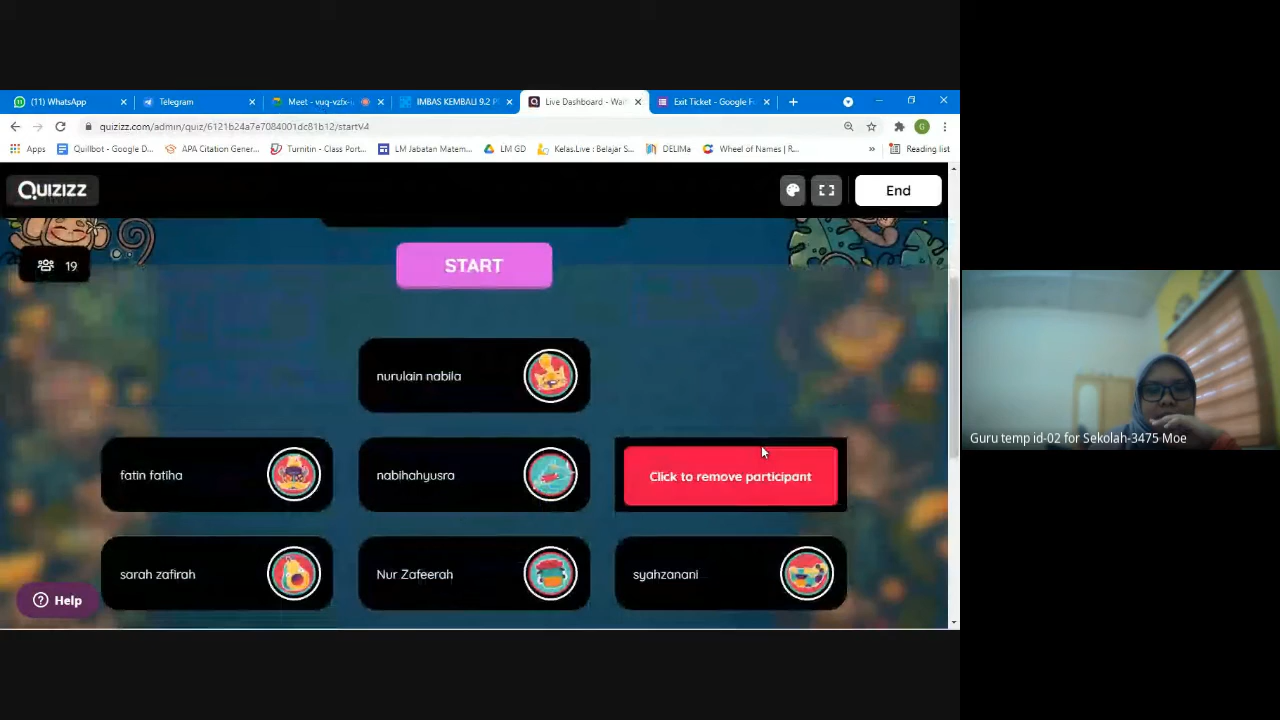 (11) WhatsApp
Telegram
Meet - vuq-vzfx-
IMBAS KEMBALI 9.2 P
Live Dashboard - Wai
Exit Ticket - Google F
quizizz.com/admin/quiz/6121b24a7e7084001dc81b12/startV4
Apps
Quillbot - Google D...
APA Citation Gener...
Turnitin - Class Port...
LM Jabatan Matem...
LM GD
Kelas.Live : Belajar S...
DELIMa
Wheel of Names | R...
»
Reading list
QUIZIZZ
End
19
START
nurulain nabila
fatin fatiha
nabihahyusra
Click to remove participant
sarah zafirah
Nur Zafeerah
syahzanani
Help
Guru temp id-02 for Sekolah-3475 Moe